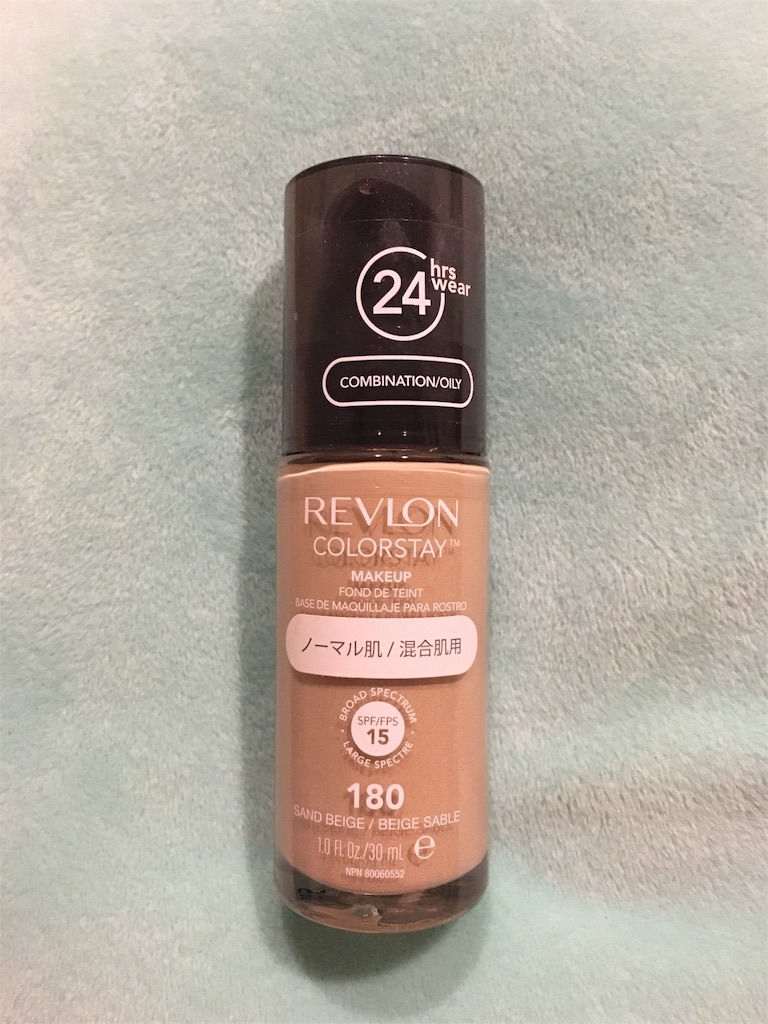 24 hrs
wear
COMBINATION/OILY
REVLON
COLORSTAY™
MAKEUP
FOND DE TEINT
BASE DE MAQUILLAJE PARA ROSTRO
ノーマル肌 / 混合肌用
BROAD SPECTRUM
SPF/FPS
15
• LARGE SPECTRE •
180
SAND BEIGE / BEIGE SABLE
1.0 Fl. Oz./30 mL ℮
NPN 80060552